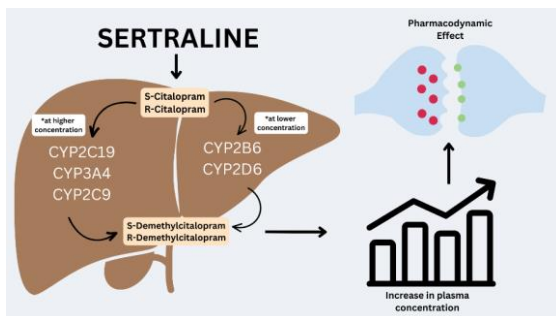 SERTRALINE
Pharmacodynamic
Effect
S-Citalopram
R-Citalopram
*at higher
concentration
*at lower
concentration
CYP2C19
CYP3A4
CYP2C9
CYP2B6
CYP2D6
S-Demethylcitalopram
R-Demethylcitalopram
Increase in plasma
concentration